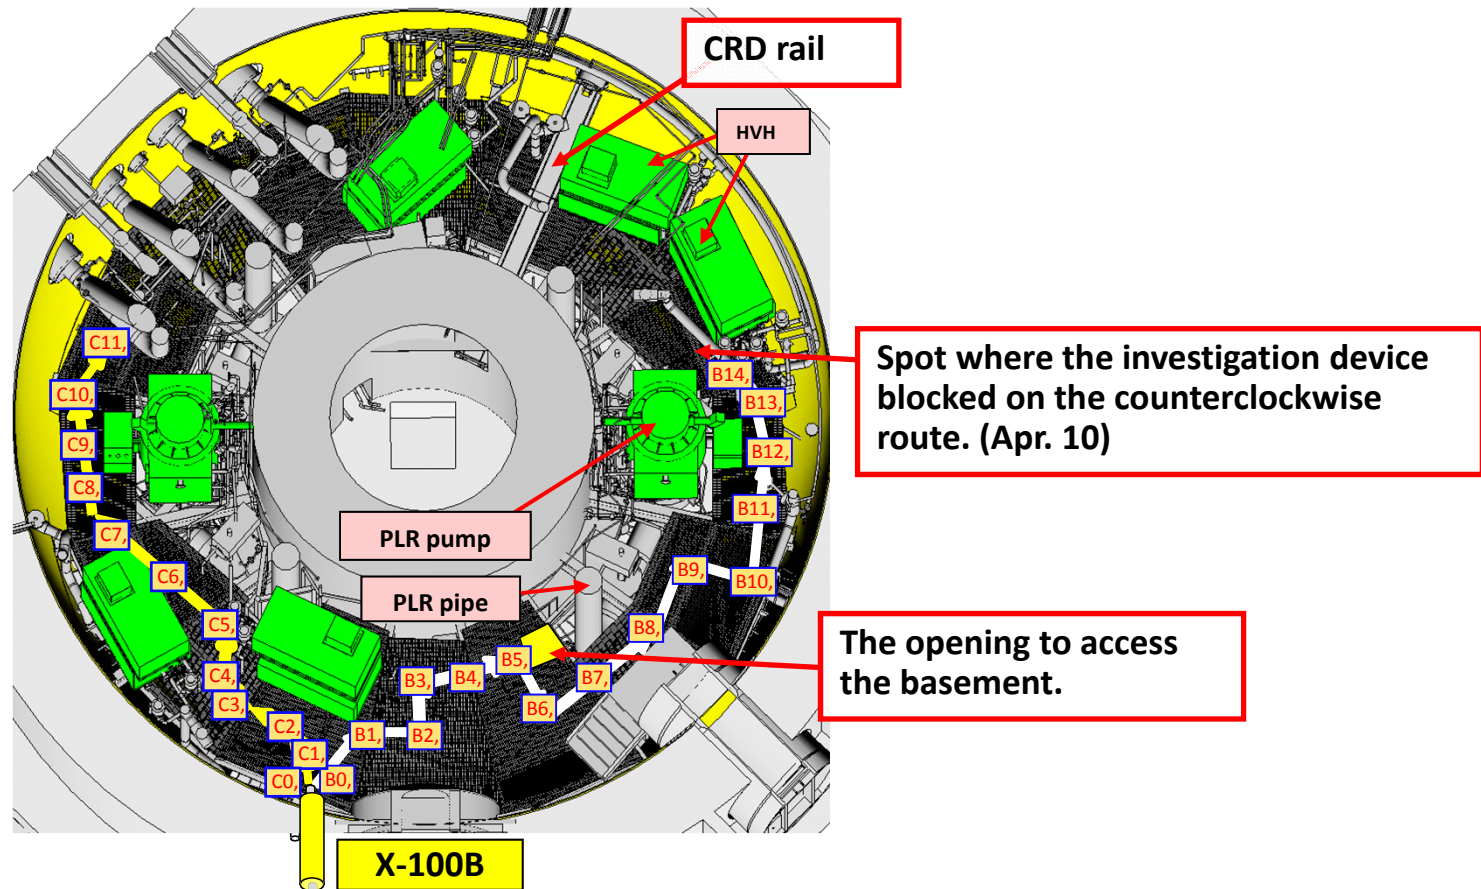 CRD rail
HVH
Spot where the investigation device
blocked on the counterclockwise
route. (Apr. 10)
C11,
C10,
C9,
C8,
C7,
C6,
C5,
C4,
C3,
C2,
C1,
C0,
B0,
B1,
B2,
B3,
B4,
B5,
B6,
B7,
B8,
B9,
B10,
B11,
B12,
B13,
B14,
PLR pump
PLR pipe
The opening to access
the basement.
X-100B